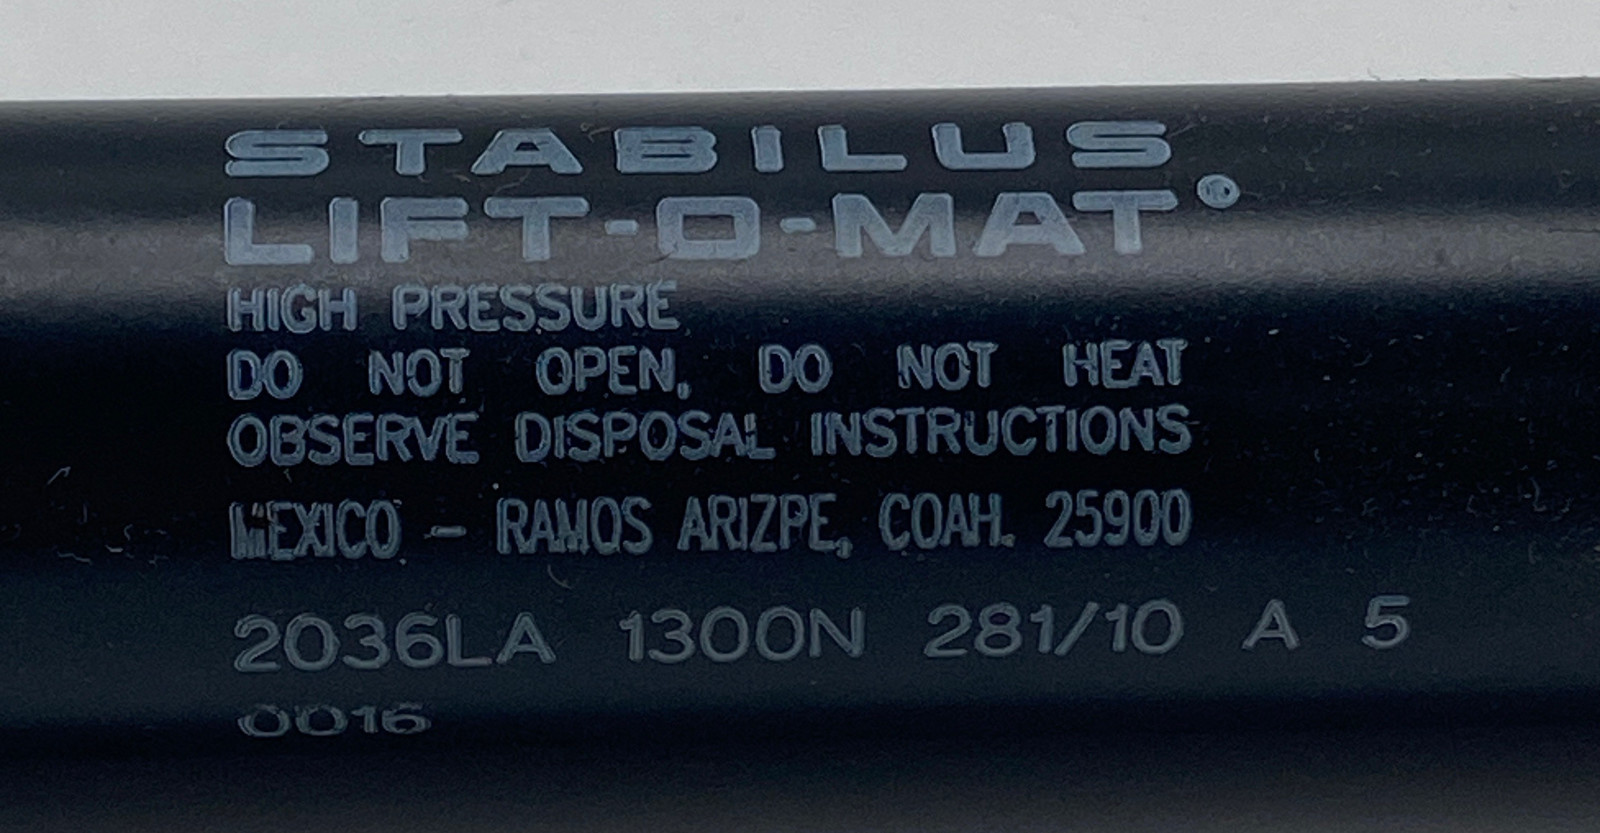 STABILUS
LIFT-O-MAT®
HIGH PRESSURE
DO NOT OPEN, DO NOT HEAT
OBSERVE DISPOSAL INSTRUCTIONS
MEXICO - RAMOS ARIZPE, COAH. 25900
2036LA 1300N 281/10 A 5
0016